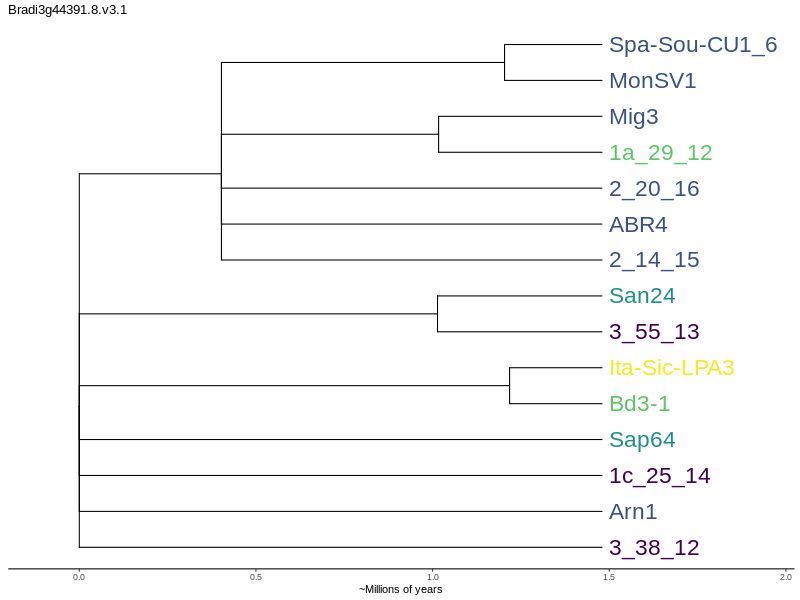 Bradi3g44391.8.v3.1
Spa-Sou-CU1_6
MonSV1
Mig3
1a_29_12
2_20_16
ABR4
2_14_15
San24
3_55_13
Ita-Sic-LPA3
Bd3-1
Sap64
1c_25_14
Arn1
3_38_12
0.0 0.5 1.0 1.5 2.0
~Millions of years